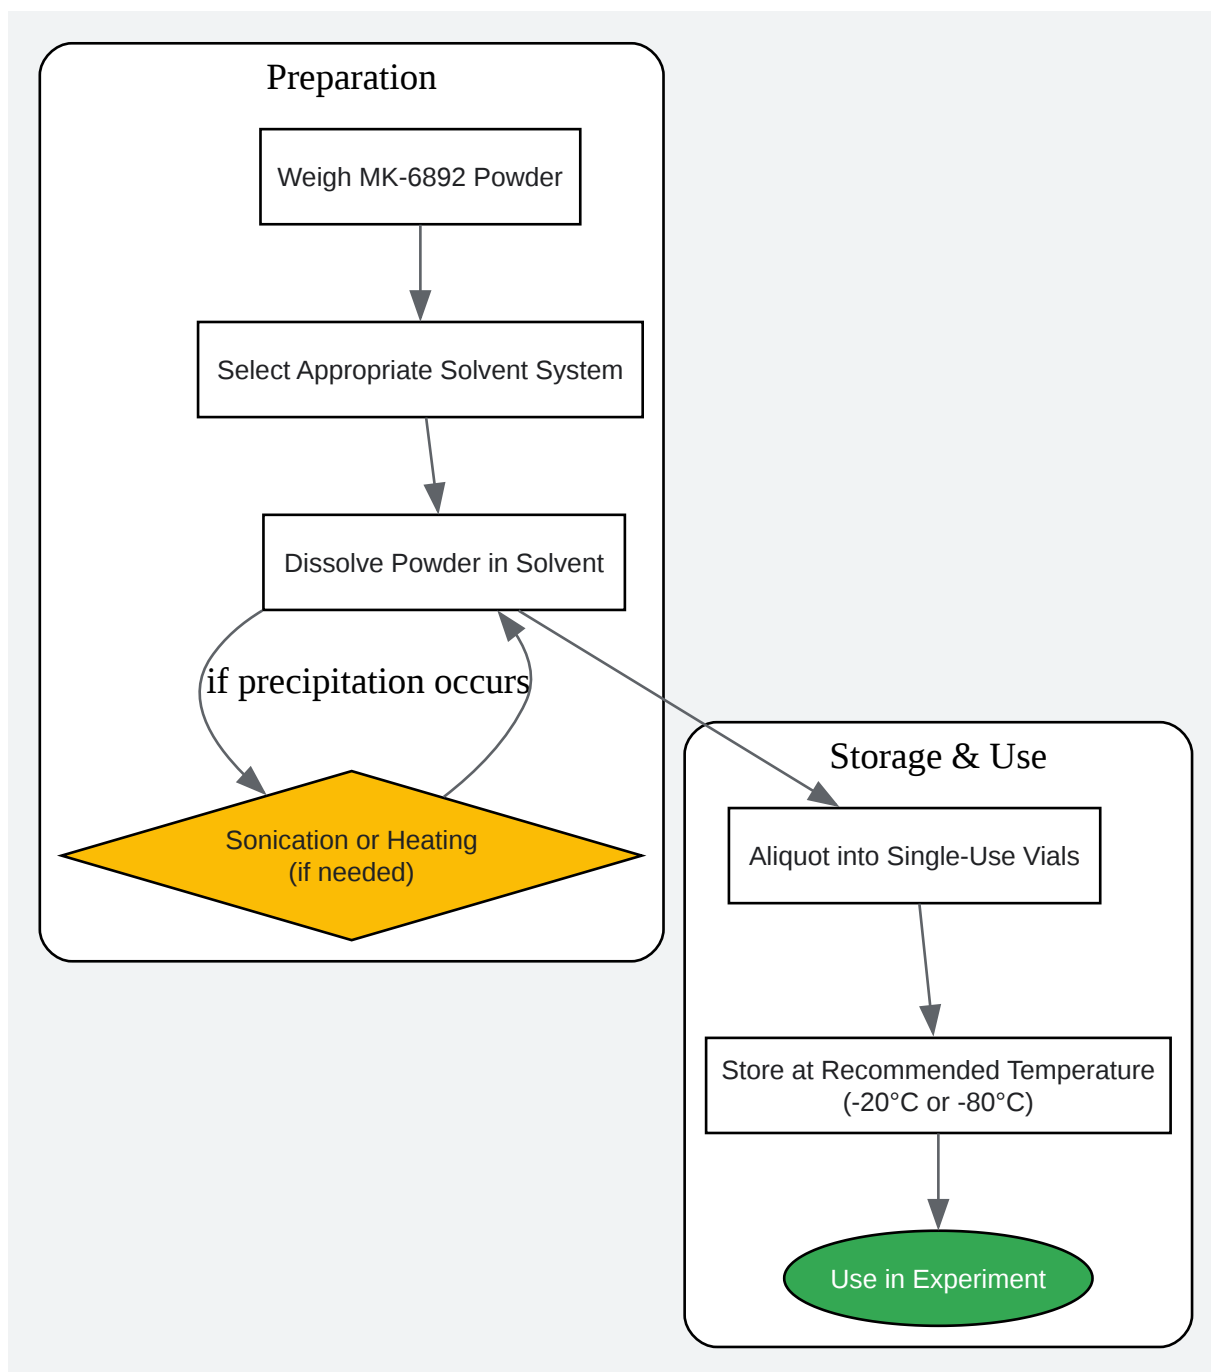 Preparation
Weigh MK-6892 Powder
Select Appropriate Solvent System
Dissolve Powder in Solvent
if precipitation occurs
Sonication or Heating
(if needed)
Storage & Use
Aliquot into Single-Use Vials
Store at Recommended Temperature
(-20°C or -80°C)
Use in Experiment